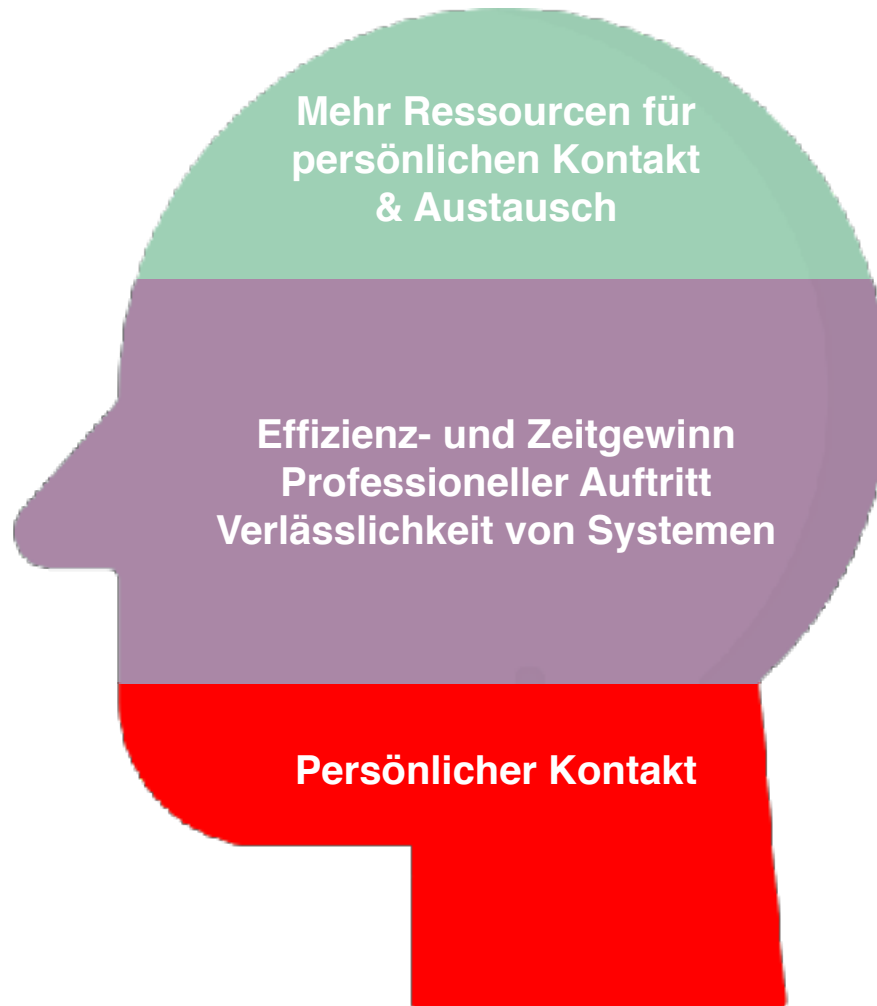 Mehr Ressourcen für
persönlichen Kontakt
& Austausch
Effizienz- und Zeitgewinn
Professioneller Auftritt
Verlässlichkeit von Systemen
Persönlicher Kontakt